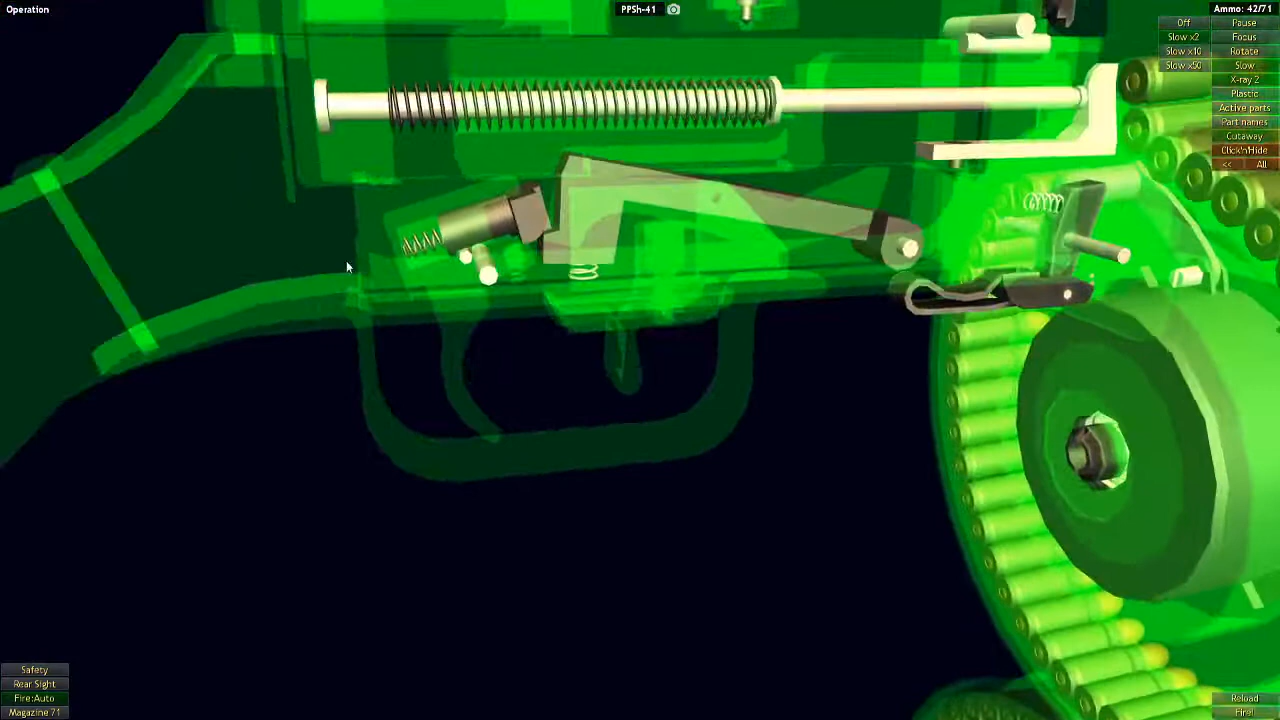 Operation
PPSh-41
Ammo: 42/71
Off
Pause
Slow x2
Focus
Slow x10
Rotate
Slow x50
Slow
X-ray 2
Plastic
Active parts
Part names
Cutaway
Click'n'Hide
<<
All
Safety
Rear Sight
Fire:Auto
Magazine 71
Reload
Fire!